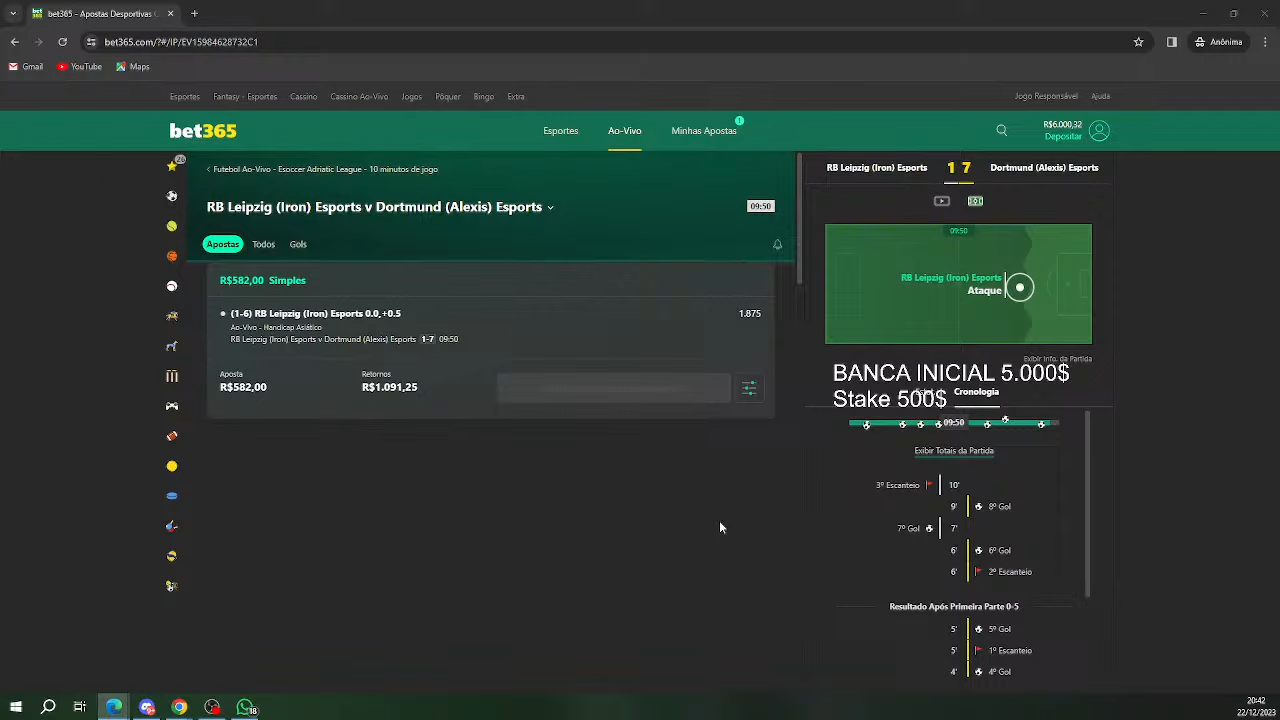 bet365 - Apostas Desportivas
bet365.com/?#/IP/EV15984628732C1
Anônima
Gmail
YouTube
Maps
Esportes
Fantasy - Esportes
Cassino
Cassino Ao-Vivo
Jogos
Pôquer
Bingo
Extra
Jogo Responsável
Ajuda
bet365
Esportes
Ao-Vivo
Minhas Apostas
1
R$6.000,32
Depositar
26
Futebol Ao-Vivo - Esoccer Adriatic League - 10 minutos de jogo
RB Leipzig (Iron) Esports v Dortmund (Alexis) Esports
09:50
Apostas
Todos
Gols
R$582,00 Simples
(1-6) RB Leipzig (Iron) Esports 0.0,+0.5
1.875
Ao-Vivo - Handicap Asiático
RB Leipzig (Iron) Esports v Dortmund (Alexis) Esports 1-7 09:50
Aposta
R$582,00
Retornos
R$1.091,25
RB Leipzig (Iron) Esports 1 7 Dortmund (Alexis) Esports
09:50
RB Leipzig (Iron) Esports
Ataque
Exibir Info. da Partida
BANCA INICIAL 5.000$
Stake 500$
Cronologia
09:50
Exibir Totais da Partida
3º Escanteio 10'
9' 8º Gol
7º Gol 7'
6' 6º Gol
6' 2º Escanteio
Resultado Após Primeira Parte 0-5
5' 5º Gol
5' 1º Escanteio
4' 4º Gol
18
20:42
22/12/2023